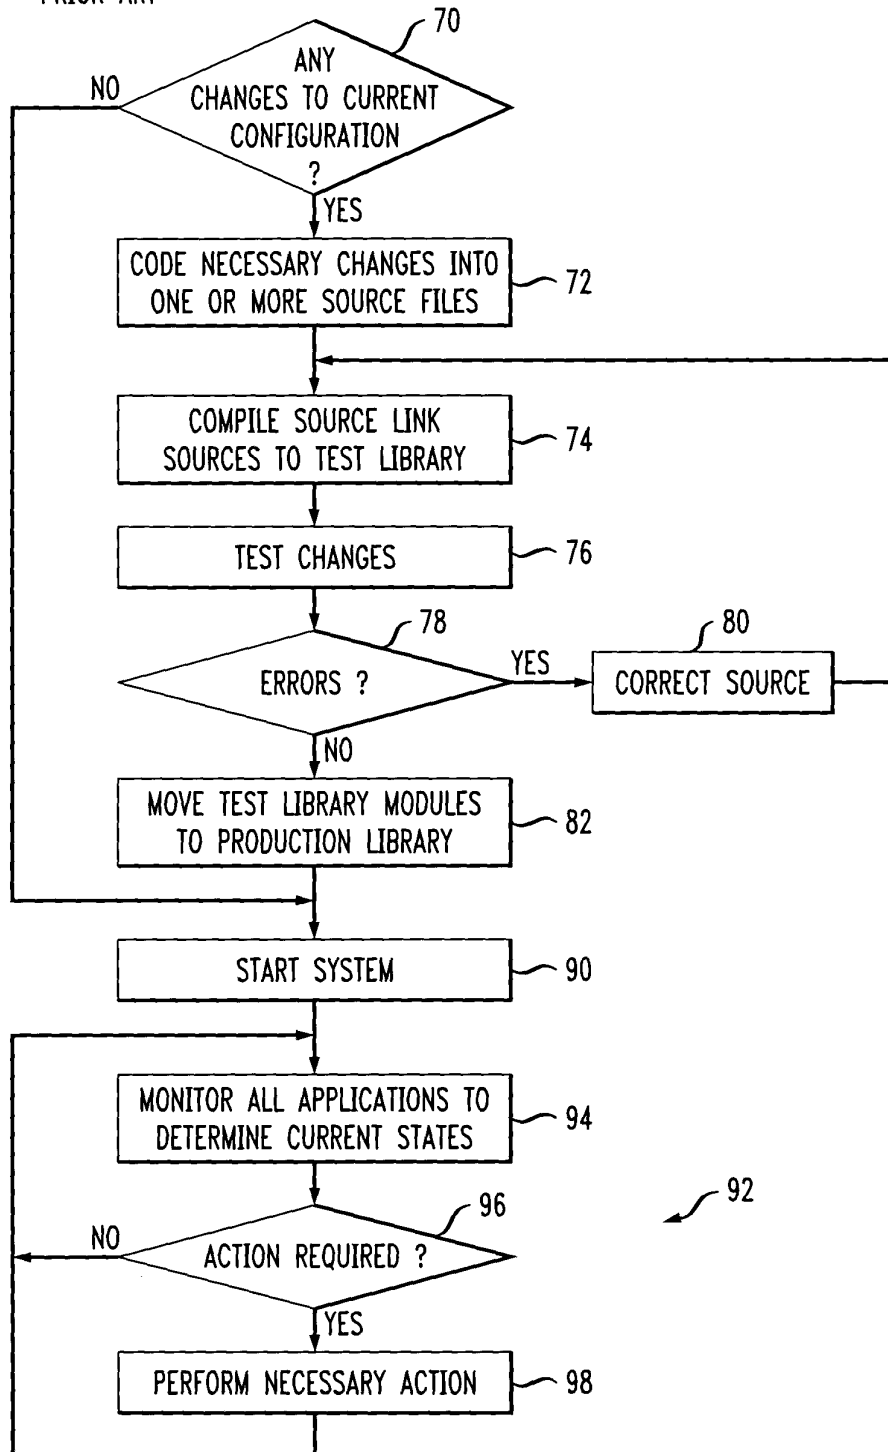 PRIOR ART
70
ANY
CHANGES TO CURRENT
CONFIGURATION
?
NO
YES
CODE NECESSARY CHANGES INTO
ONE OR MORE SOURCE FILES
72
COMPILE SOURCE LINK
SOURCES TO TEST LIBRARY
74
TEST CHANGES
76
78
ERRORS ?
YES
80
CORRECT SOURCE
NO
MOVE TEST LIBRARY MODULES
TO PRODUCTION LIBRARY
82
START SYSTEM
90
MONITOR ALL APPLICATIONS TO
DETERMINE CURRENT STATES
94
92
96
NO
ACTION REQUIRED ?
YES
PERFORM NECESSARY ACTION
98